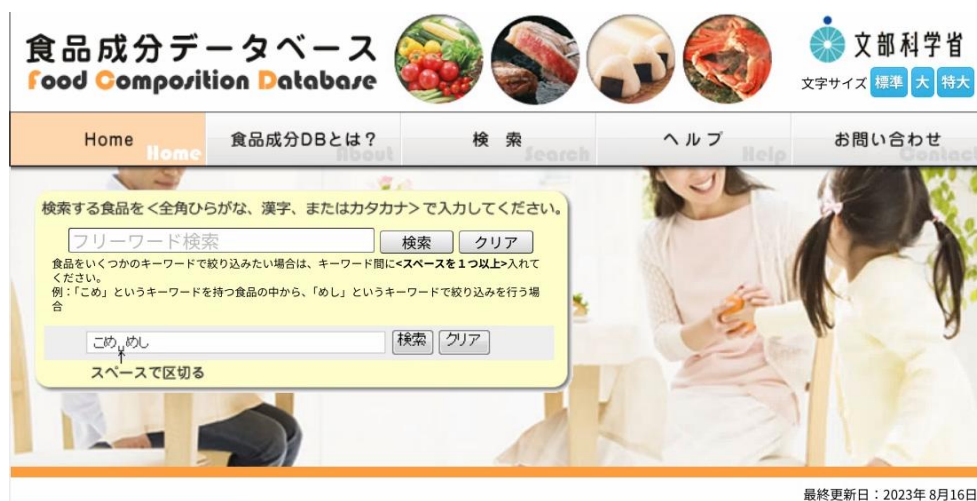 食品成分データベース
Food Composition Database
文部科学省
文字サイズ 標準 大 特大
Home 食品成分DBとは? 検 索 ヘルプ お問い合わせ
Home About Search Help Contact
検索する食品を<全角ひらがな、漢字、またはカタカナ>で入力してください。
フリーワード検索 検索 クリア
食品をいくつかのキーワードで絞り込みたい場合は、キーワード間に<スペースを1つ以上>入れて
ください。
例:「こめ」というキーワードを持つ食品の中から、「めし」というキーワードで絞り込みを行う場
合
こめ␣めし 検索 クリア
スペースで区切る
最終更新日:2023年 8月16日